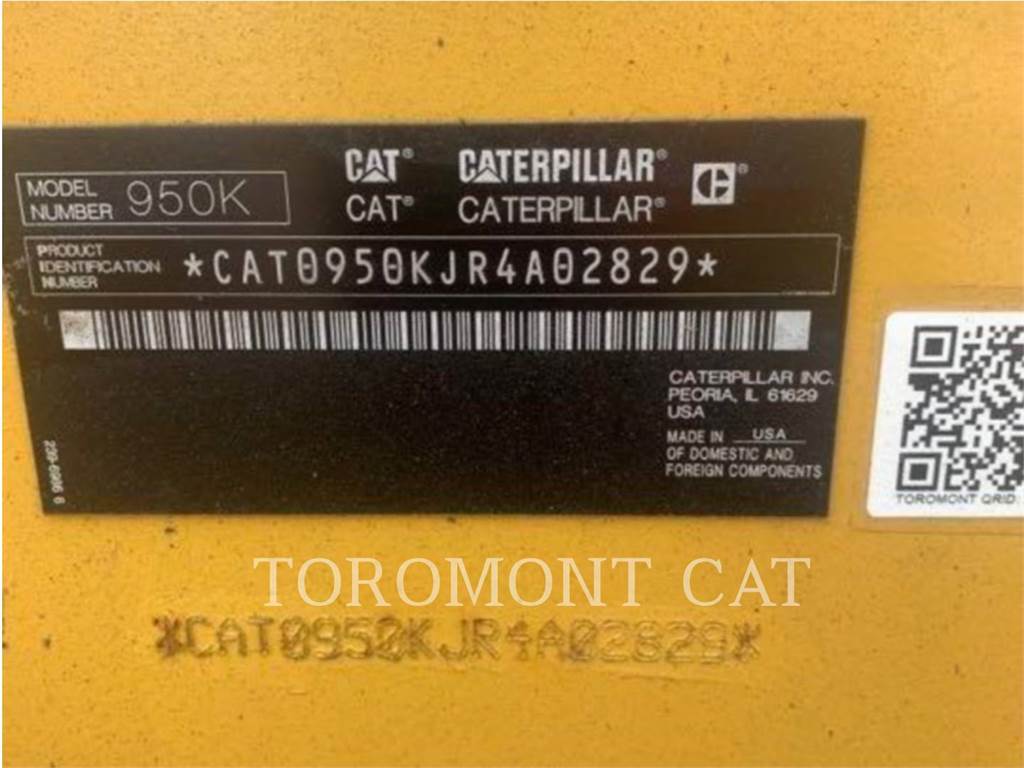 MODEL NUMBER 950K
CAT® CATERPILLAR®
CAT® CATERPILLAR®
PRODUCT IDENTIFICATION NUMBER *CAT0950KJR4A02829*
CATERPILLAR INC.
PEORIA, IL 61629
USA
MADE IN USA
OF DOMESTIC AND
FOREIGN COMPONENTS
TOROMONT QRID:
TOROMONT CAT
*CAT0950KJR4A02829*